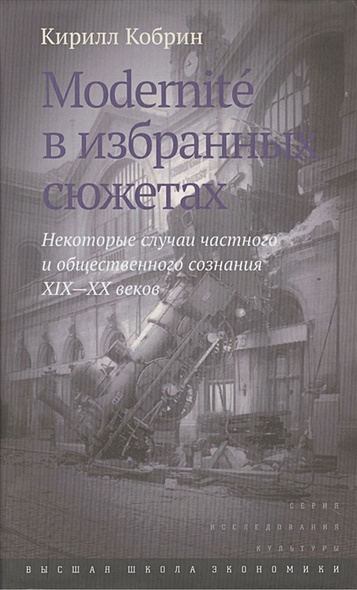 Кирилл Кобрин
Modernité
в избранных
сюжетах
Некоторые случаи частного
и общественного сознания
XIX—XX веков
СЕРИЯ
ИССЛЕДОВАНИЯ
КУЛЬТУРЫ
ВЫСШАЯ ШКОЛА ЭКОНОМИКИ